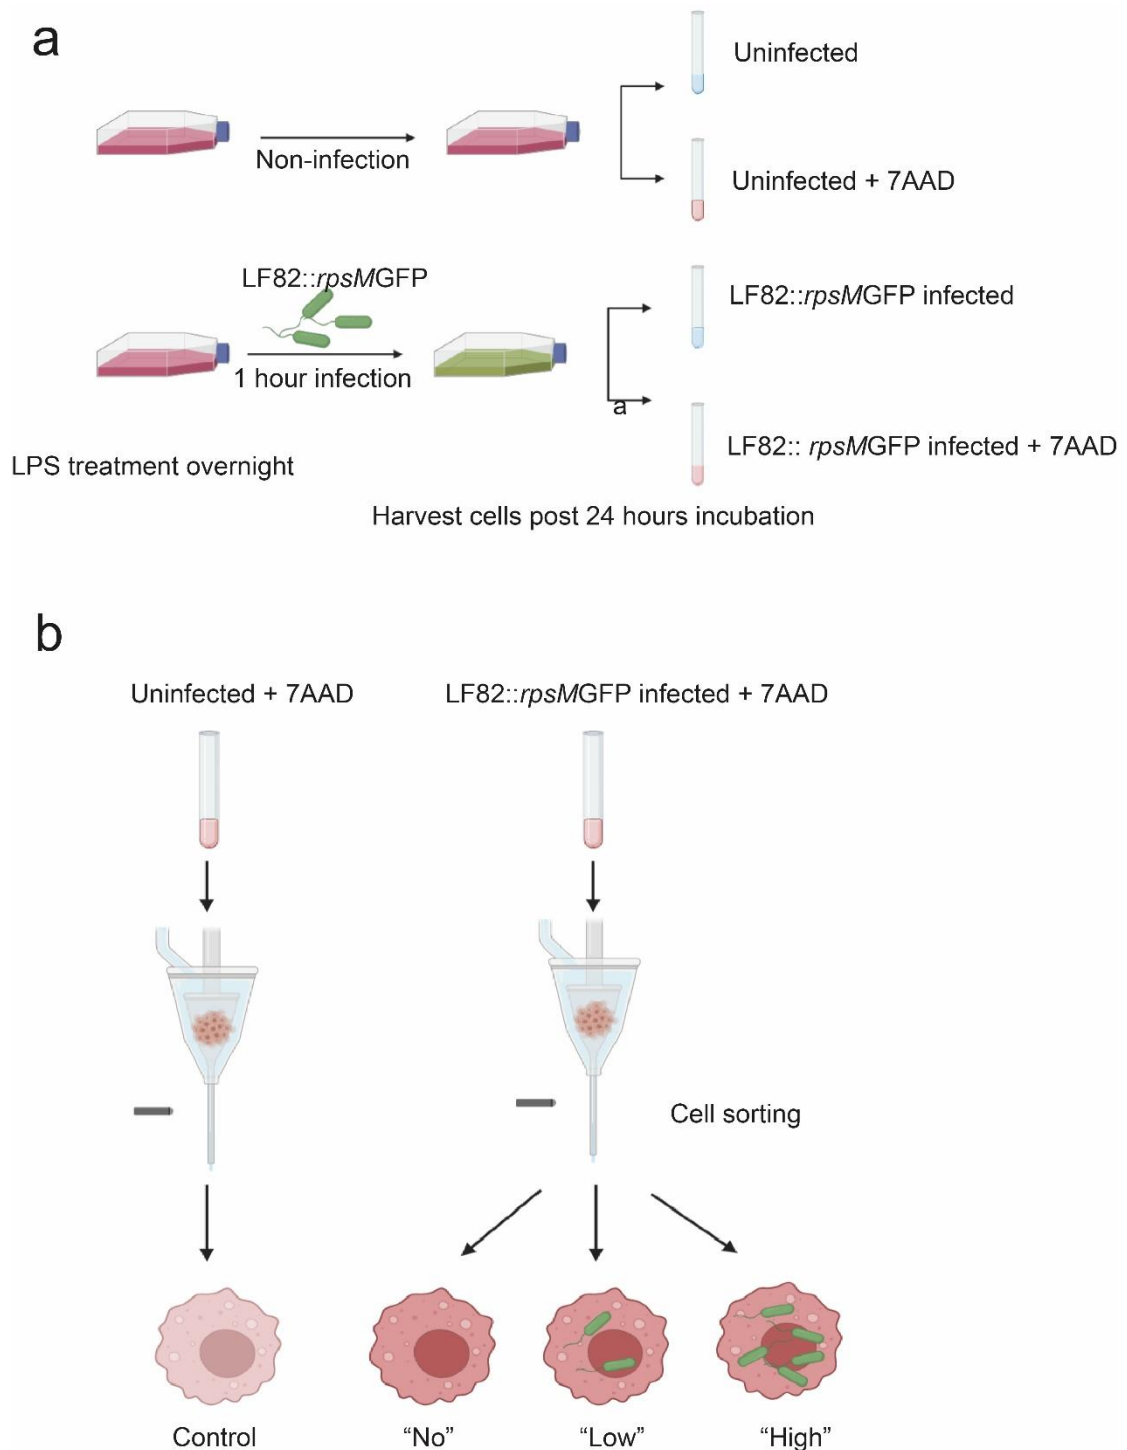 a
Uninfected
Non-infection
Uninfected + 7AAD
LF82::rpsMGFP
LF82::rpsMGFP infected
1 hour infection
a
LF82:: rpsMGFP infected + 7AAD
LPS treatment overnight
Harvest cells post 24 hours incubation
b
Uninfected + 7AAD
LF82::rpsMGFP infected + 7AAD
Cell sorting
Control
“No”
“Low”
“High”